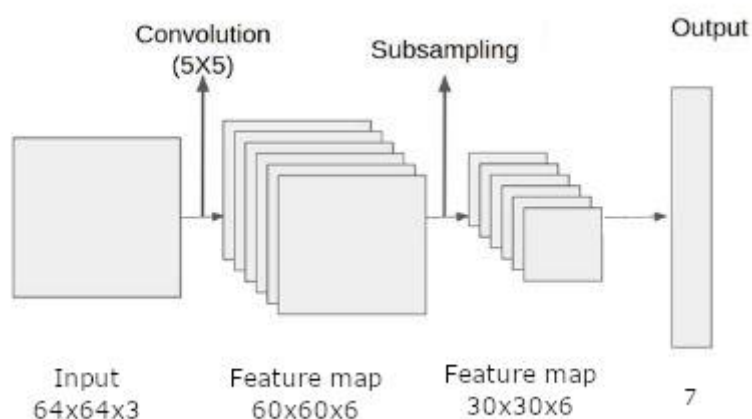 Convolution
(5X5)
Subsampling
Output
Input
64x64x3
Feature map
60x60x6
Feature map
30x30x6
7